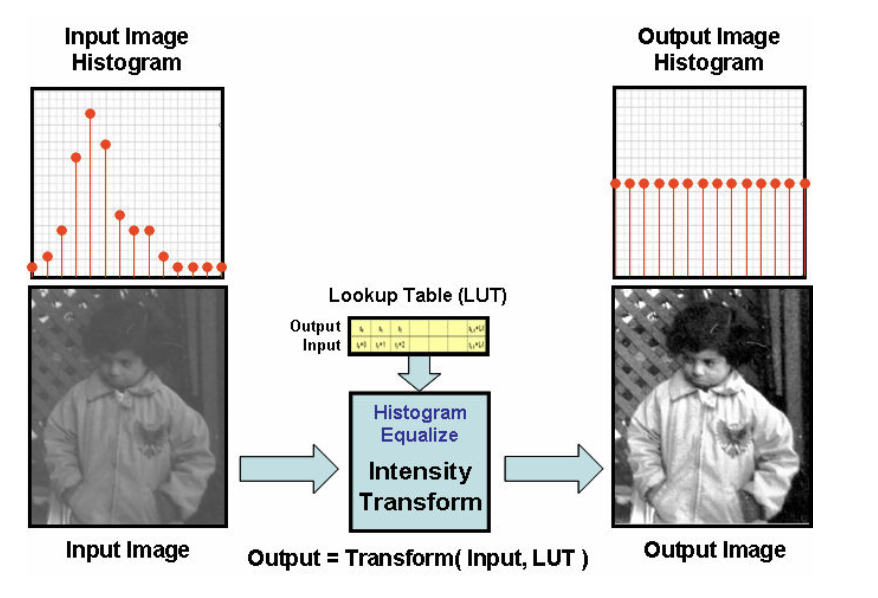 Input Image
Histogram
Output Image
Histogram
Lookup Table (LUT)
Output
Input
Histogram
Equalize
Intensity
Transform
Input Image
Output = Transform( Input, LUT )
Output Image